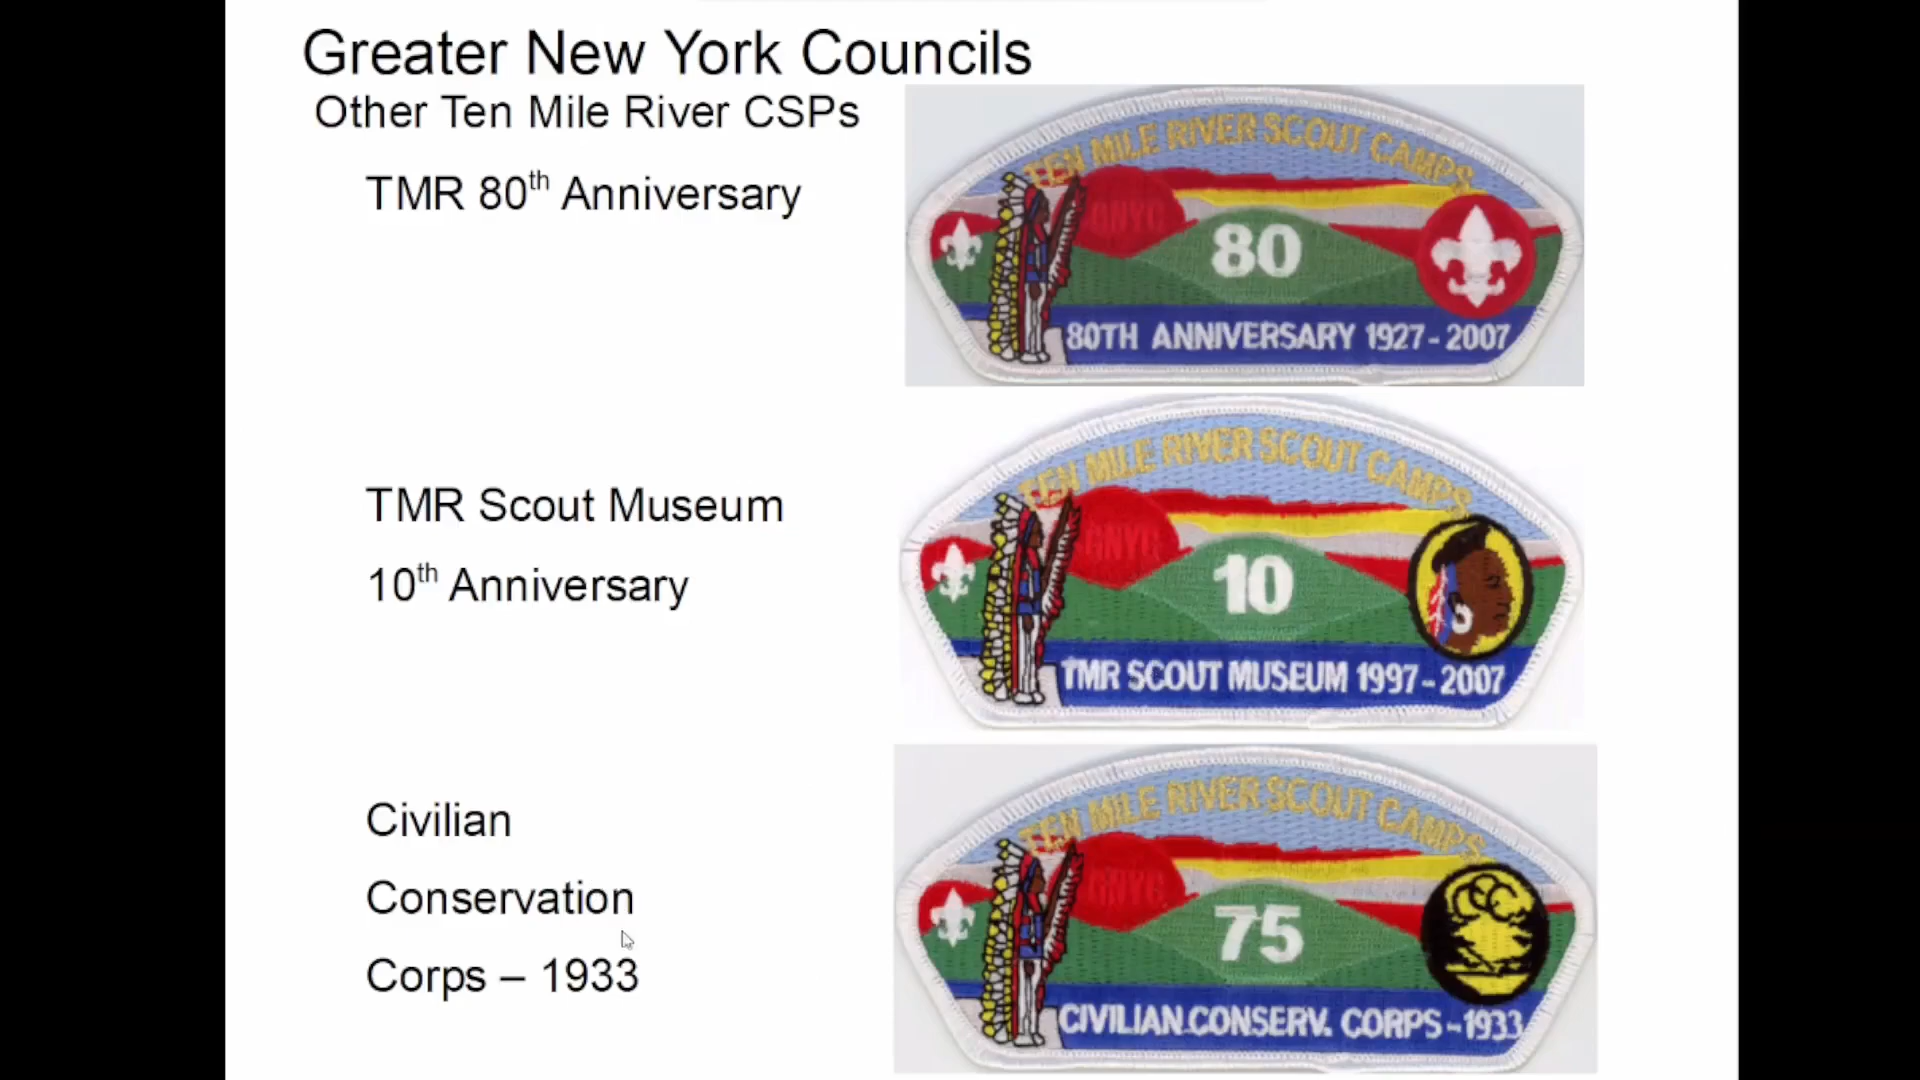 Greater New York Councils
Other Ten Mile River CSPs
TMR 80th Anniversary
TEN MILE RIVER SCOUT CAMPS
GNYC
80
80TH ANNIVERSARY 1927-2007
TMR Scout Museum
10th Anniversary
TEN MILE RIVER SCOUT CAMPS
GNYC
10
TMR SCOUT MUSEUM 1997-2007
Civilian
Conservation
Corps – 1933
TEN MILE RIVER SCOUT CAMPS
GNYC
75
CCC
CIVILIAN CONSERV. CORPS-1933